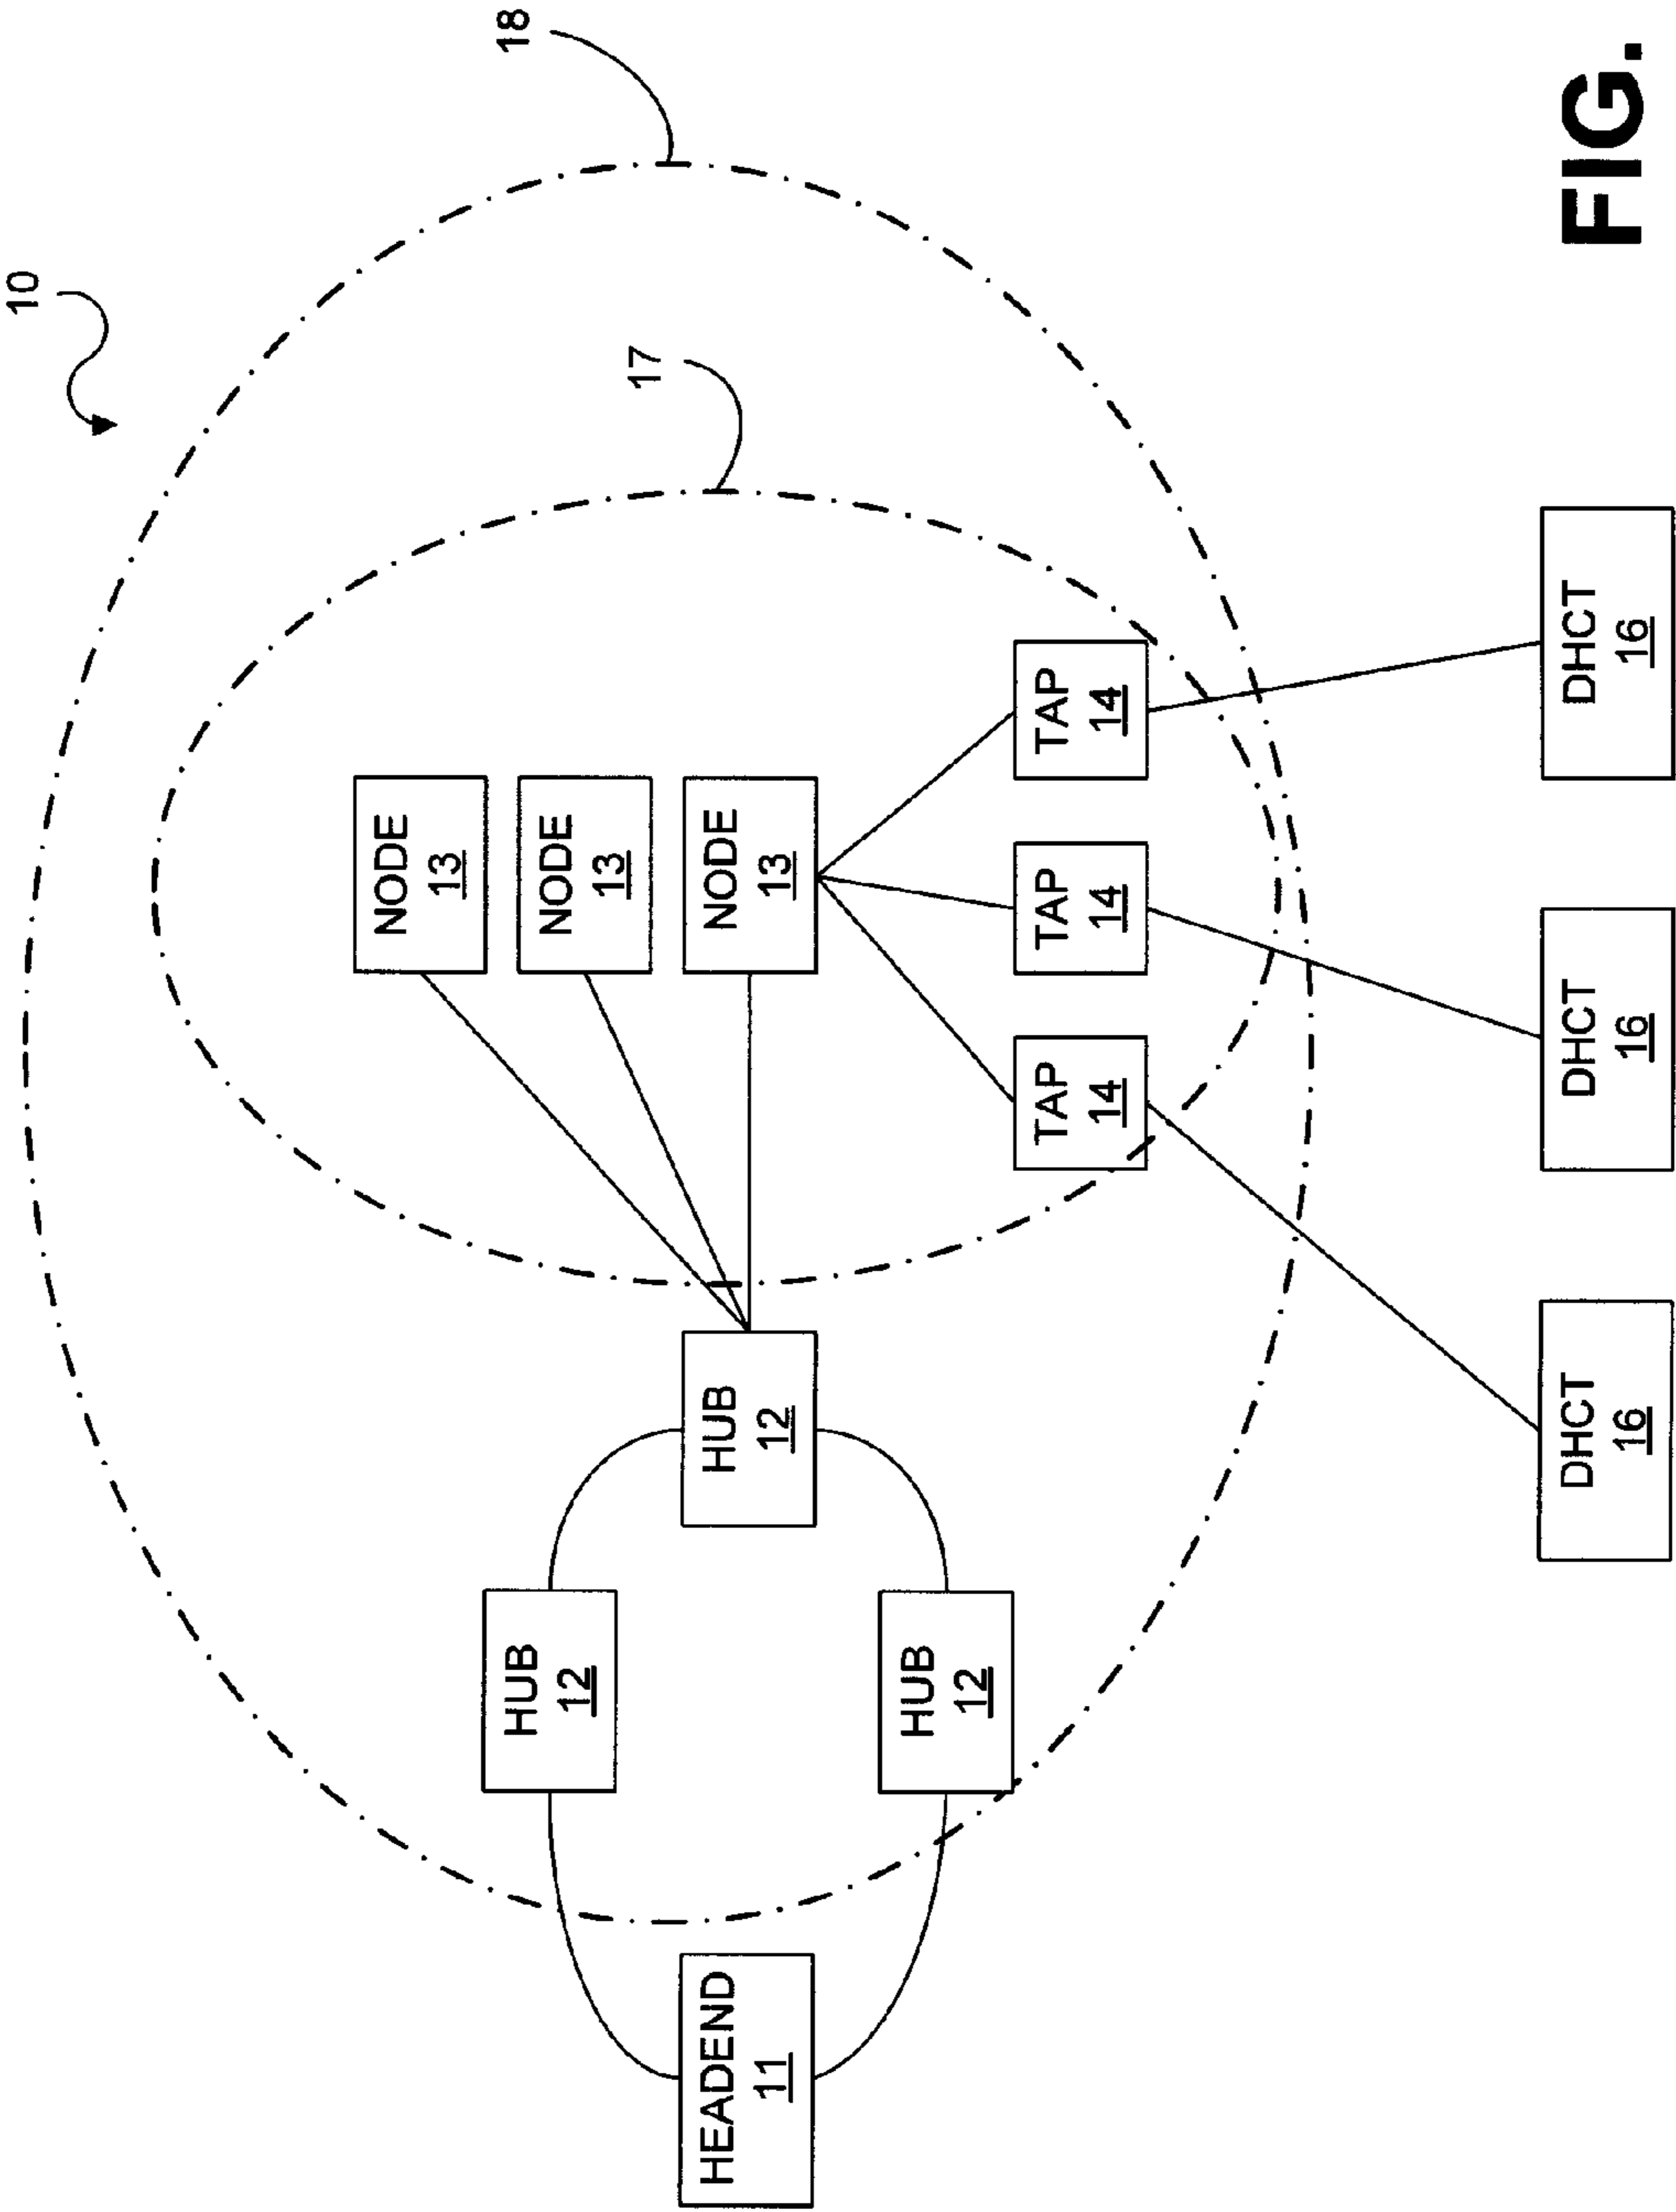 10
18
17
NODE
13
NODE
13
NODE
13
HUB
12
HUB
12
HUB
12
HEADEND
11
TAP
14
TAP
14
TAP
14
DHCT
16
DHCT
16
DHCT
16
FIG.